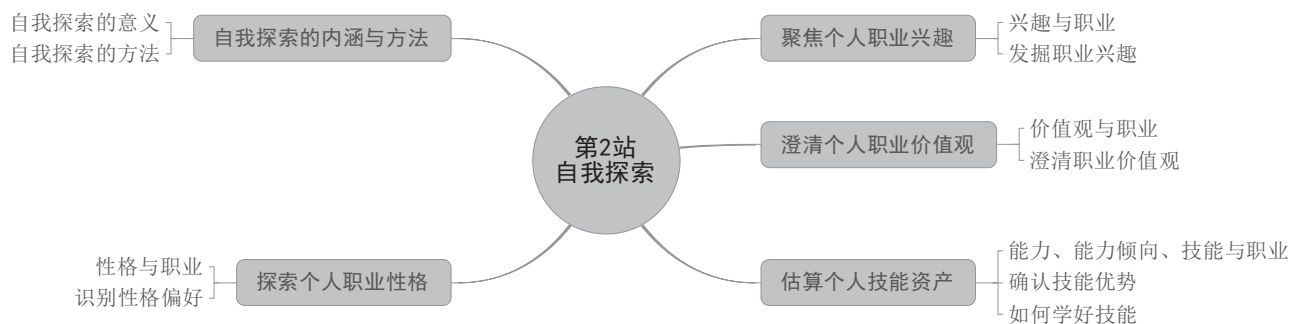 第2站
自我探索
自我探索的内涵与方法
自我探索的意义
自我探索的方法
探索个人职业性格
性格与职业
识别性格偏好
聚焦个人职业兴趣
兴趣与职业
发掘职业兴趣
澄清个人职业价值观
价值观与职业
澄清职业价值观
估算个人技能资产
能力、能力倾向、技能与职业
确认技能优势
如何学好技能